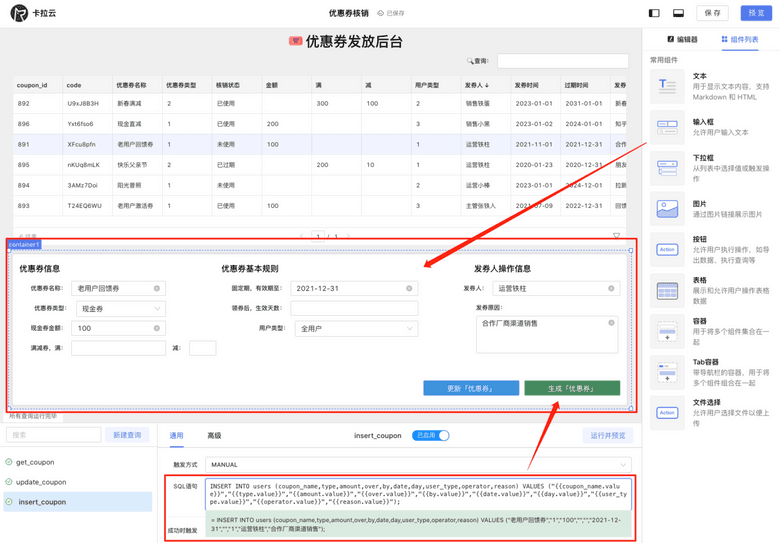 卡拉云
优惠券核销
已保存
保 存
预 览
编辑器
组件列表
优惠券发放后台
查询:
coupon_id code 优惠券名称 优惠券类型 核销状态 金额 满 减 用户类型 发券人 ↓ 发券时间 过期时间 发券
892 U9xJ8B3H 新春满减 2 已使用 300 100 2 销售铁蛋 2023-01-01 2031-01-01 新春
896 Yxt6fso6 现金直减 1 已使用 200 3 销售小黑 2023-01-02 2024-01-01 知乎
891 XFcu8pfn 老用户回馈券 1 未使用 100 1 运营铁柱 2021-11-01 2021-12-31 合作
895 nKUq8mLK 快乐父亲节 2 已过期 200 10 1 运营铁柱 2020-01-23 2020-12-31 朋友
894 3AMz7Doi 阳光普照 1 未使用 2 运营小棒 2023-01-01 2024-12-01 拉新
893 T24EQ6WU 老用户激活券 1 已使用 100 3 主管张铁人 2021-07-09 2022-12-31 回馈
1 / 1
container1
优惠券信息
优惠券名称: 老用户回馈券
优惠券类型: 现金券
现金券金额: 100
满减券，满: 减:
优惠券基本规则
固定期，有效期至: 2021-12-31
领券后，生效天数:
用户类型: 全用户
发券人操作信息
发券人: 运营铁柱
发券原因:
合作厂商渠道销售
更新「优惠券」
生成「优惠券」
所有查询运行完毕
搜索
新建查询
get_coupon
update_coupon
insert_coupon
通用
高级
insert_coupon
已启用
运行并预览
触发方式
MANUAL
SQL语句
INSERT INTO users (coupon_name,type,amount,over,by,date,day,user_type,operator,reason) VALUES ("{{coupon_name.valu
e}}","{{type.value}}","{{amount.value}}","{{over.value}}","{{by.value}}","{{date.value}}","{{day.value}}","{{user_ty
pe.value}}","{{operator.value}}","{{reason.value}}");
= INSERT INTO users (coupon_name,type,amount,over,by,date,day,user_type,operator,reason) VALUES ("老用户回馈券","1","100","","","2021-12-
31","","1","运营铁柱","合作厂商渠道销售");
成功时触发
常用组件
文本
用于显示文本内容，支持
Markdown 和 HTML
输入框
允许用户输入文本
下拉框
从列表中选择值或触发操
作
图片
通过图片链接展示图片
Action
按钮
允许用户执行操作，如导
出数据、执行查询等
表格
展示和允许用户操作表格
数据
容器
用于将多个组件集合在一
起
Tab容器
带导航栏的容器，用于将
多个组件组合在一起
Action
文件选择
允许用户选择文件以便上
传